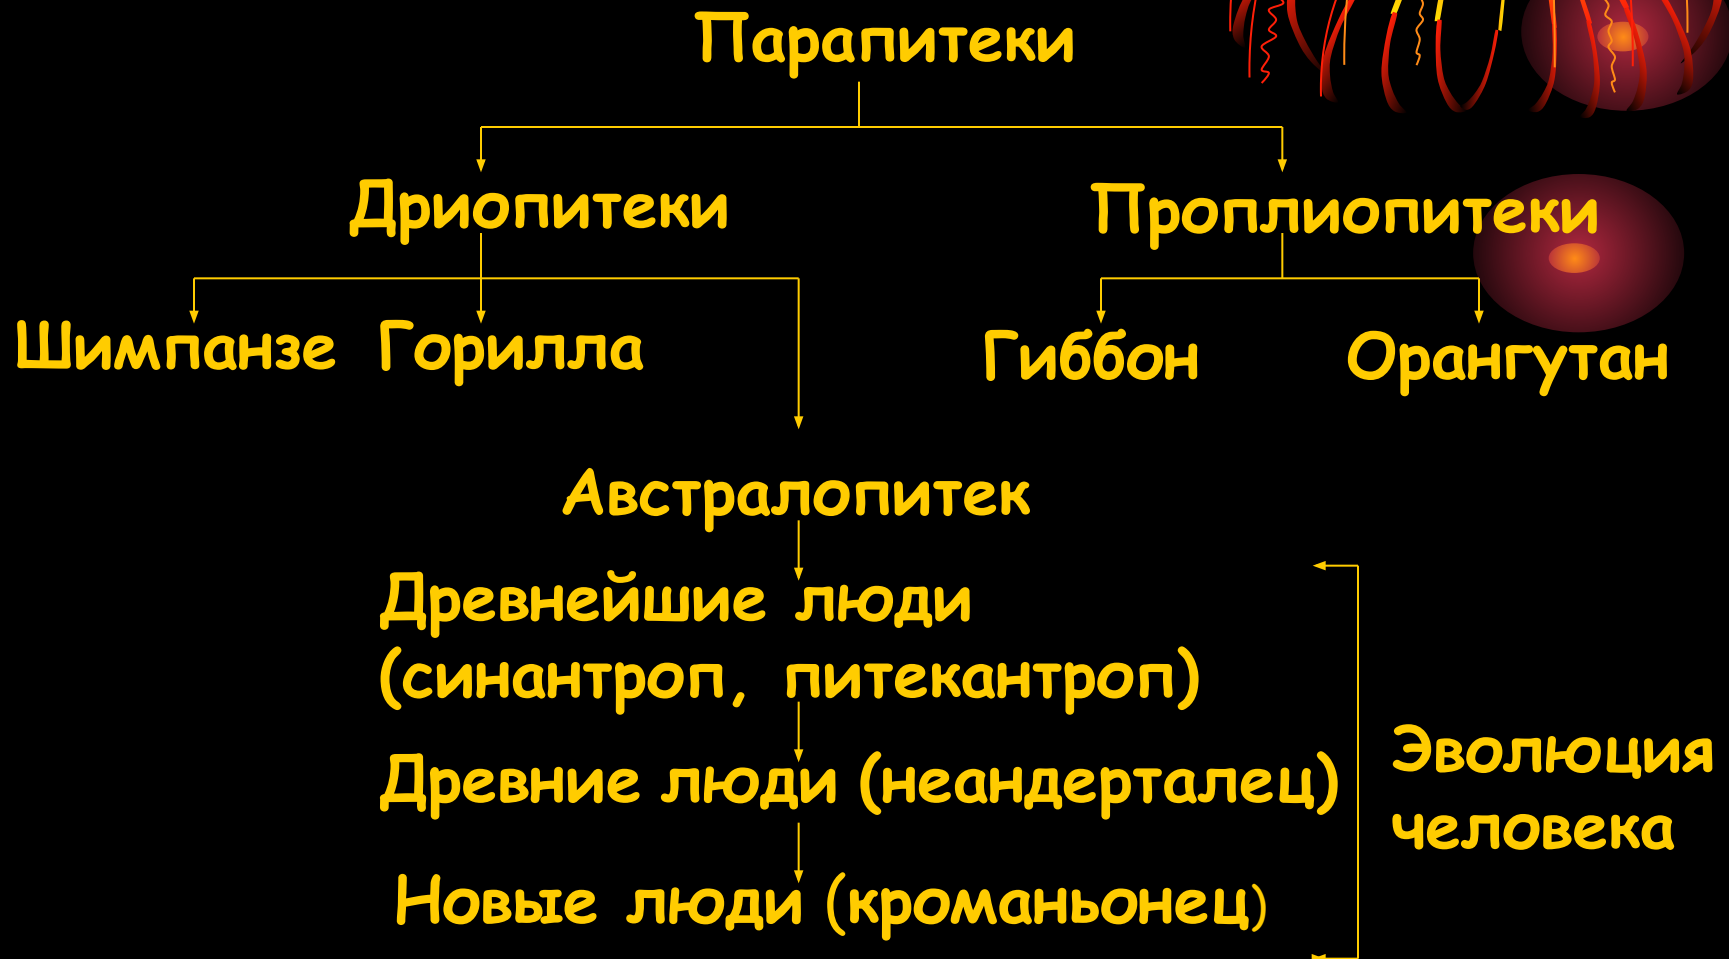 Парапитеки
Дриопитеки
Проплиопитеки
Шимпанзе
Горилла
Гиббон
Орангутан
Австралопитек
Древнейшие люди
(синантроп, питекантроп)
Древние люди (неандерталец)
Новые люди (кроманьонец)
Эволюция
человека